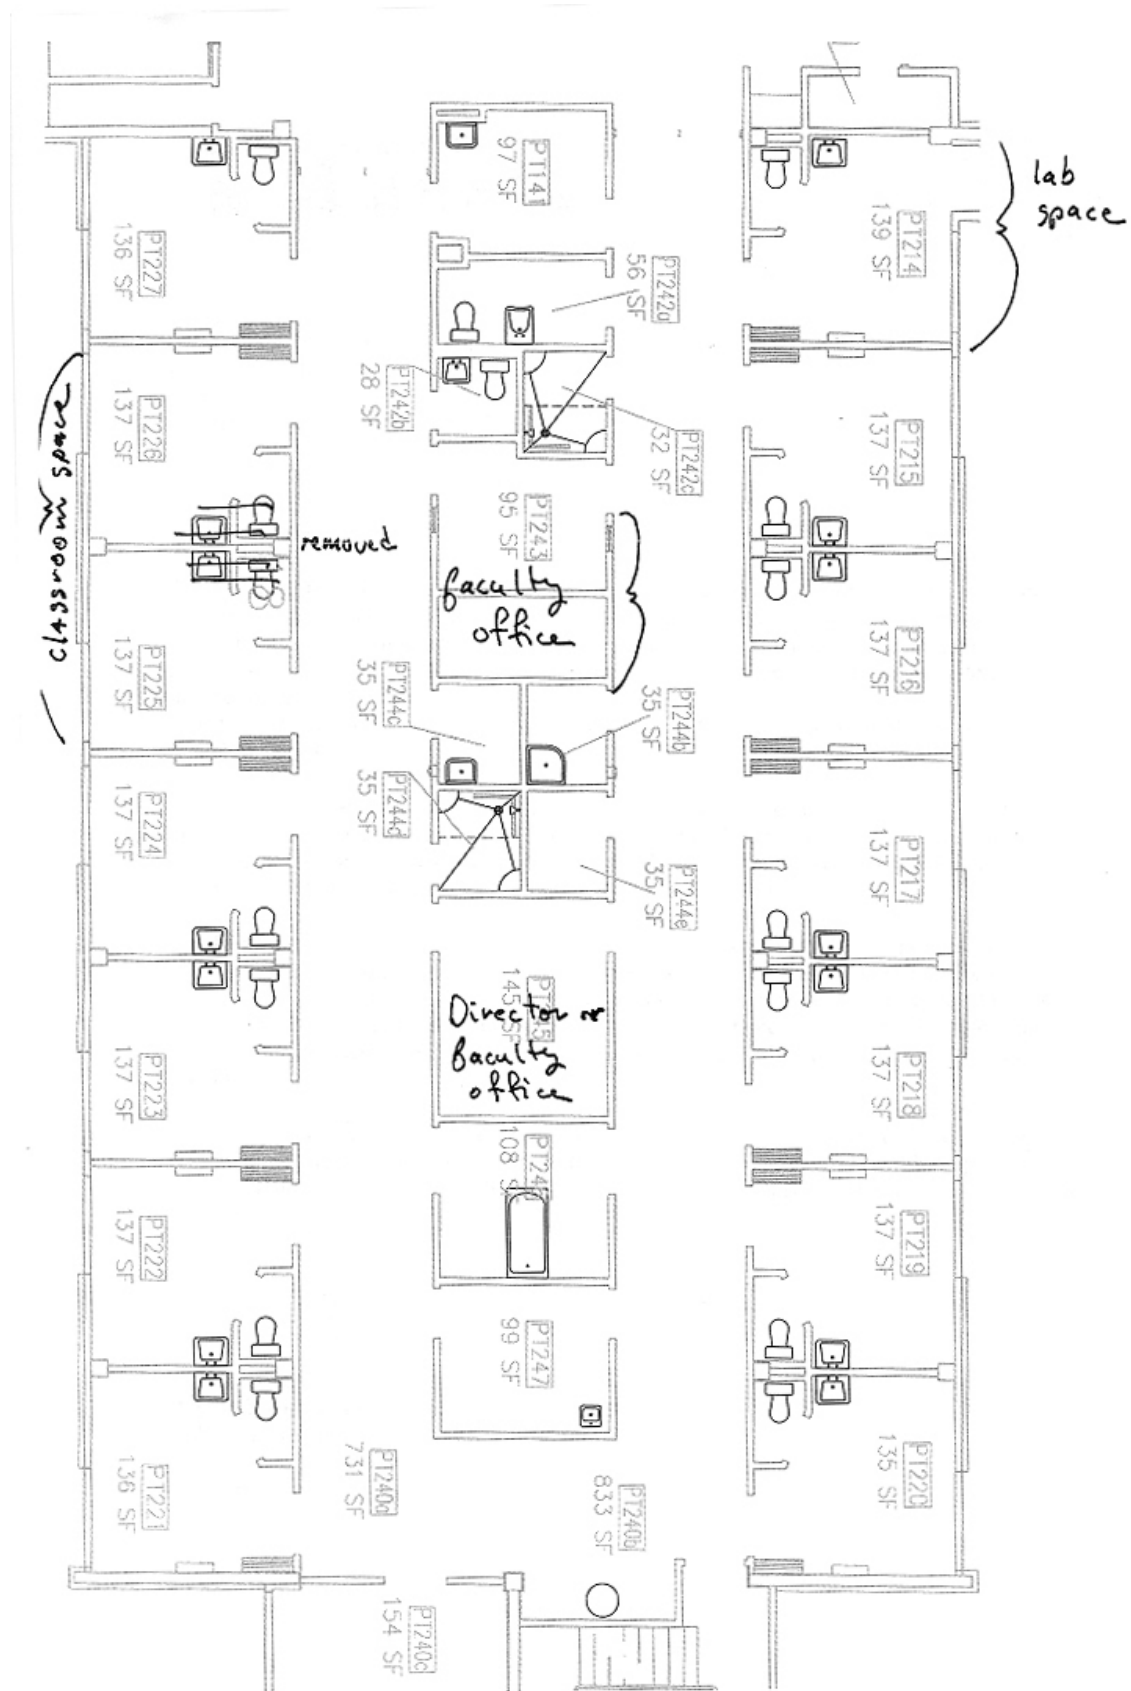 PT141
97 SF
lab
space
PT214
139 SF
PT227
136 SF
PT242a
56 SF
PT242b
28 SF
PT242c
32 SF
PT226
137 SF
PT215
137 SF
classroom space
removed
PT243
95 SF
faculty
office
PT225
137 SF
PT216
137 SF
PT244c
35 SF
PT244b
35 SF
PT244d
35 SF
PT224
137 SF
PT217
137 SF
PT244e
35 SF
PT245
145 SF
Director or
faculty
office
PT223
137 SF
PT218
137 SF
108
PT222
137 SF
PT219
137 SF
PT247
99 SF
PT221
136 SF
PT240a
731 SF
PT240b
833 SF
PT220
135 SF
PT240c
154 SF